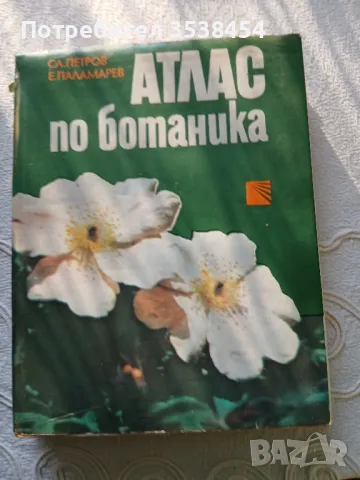 Потребител 3538454
СЛ. ПЕТРОВ
Е. ПАЛАМАРЕВ
АТЛАС
по ботаника
BAZAR